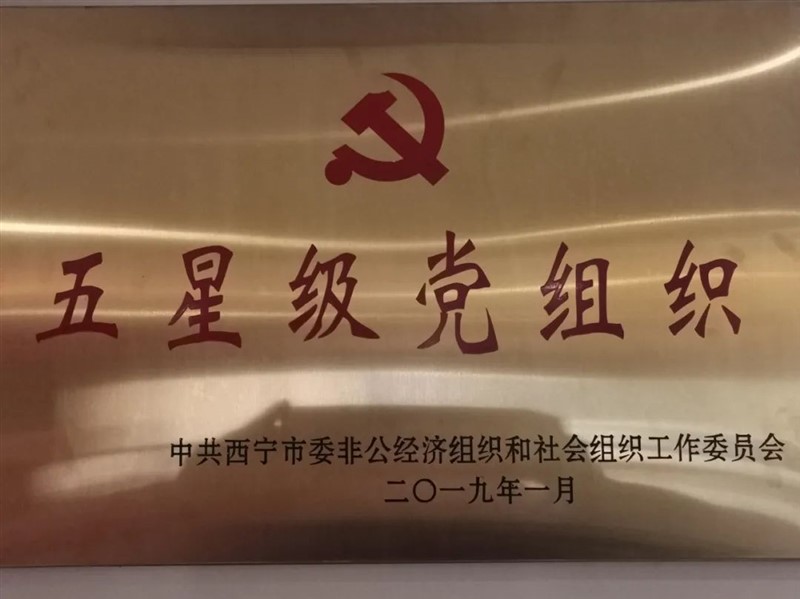 五星级党组织
中共西宁市委非公经济组织和社会组织工作委员会
二〇一九年一月